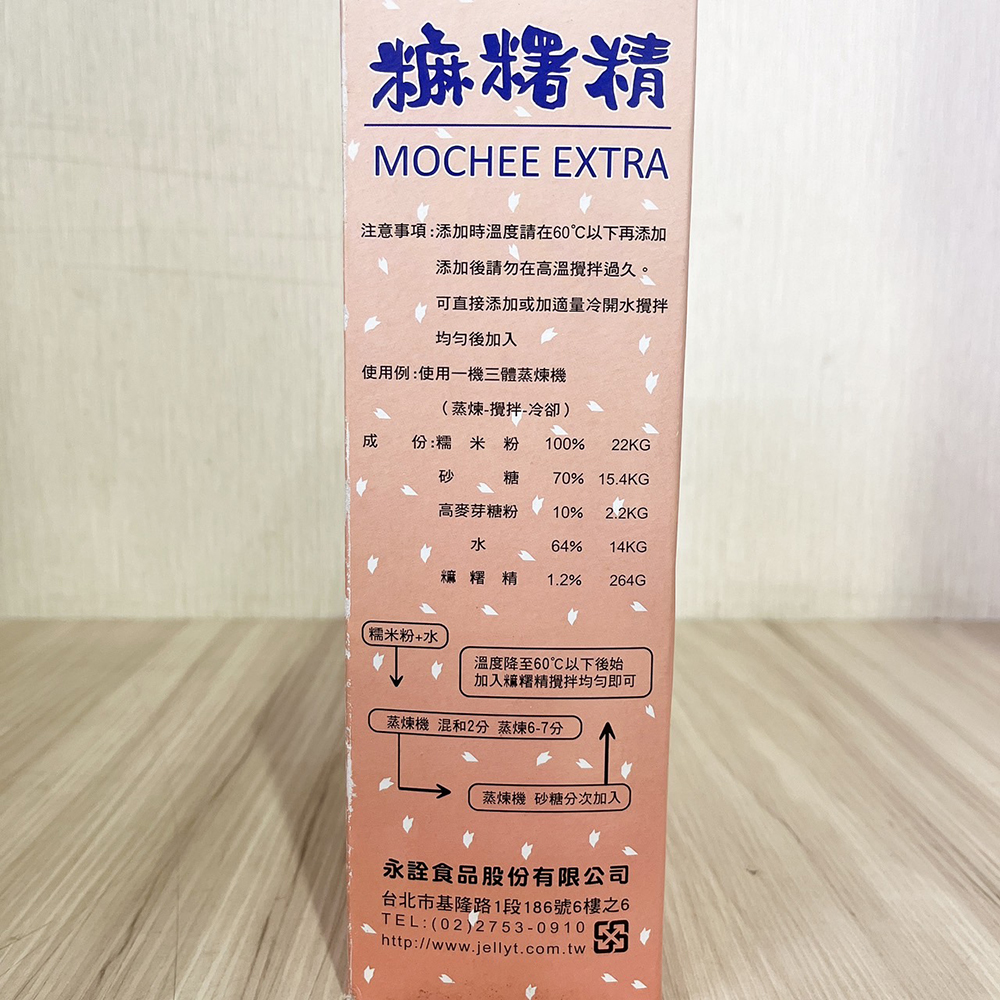 糠糬精
MOCHEE EXTRA
注意事項:添加時溫度請在60℃以下再添加
添加後請勿在高溫攪拌過久。
可直接添加或加適量冷開水攪拌
均勻後加入
使用例:使用一機三體蒸煉機
(蒸煉-攪拌-冷卻)
成 份:糯 米 粉 100% 22KG
砂 糖 70% 15.4KG
高麥芽糖粉 10% 2.2KG
水 64% 14KG
䊳糬精 1.2% 264G
糯米粉+水
溫度降至60℃以下後始
加入䊳糬精攪拌均勻即可
蒸煉機 混和2分 蒸煉6-7分
蒸煉機 砂糖分次加入
永詮食品股份有限公司
台北市基隆路1段186號6樓之6
TEL:(02)2753-0910
http://www.jellyt.com.tw